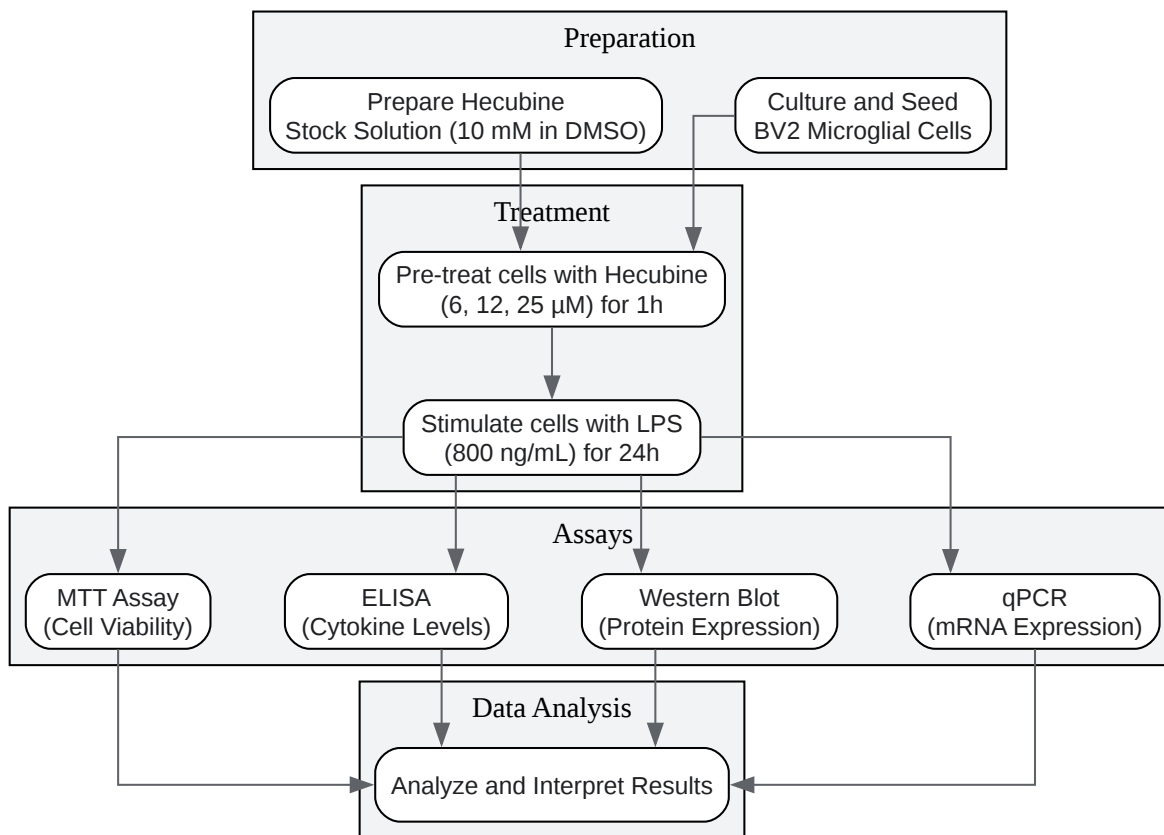 Preparation
Prepare Hecubine
Stock Solution (10 mM in DMSO)
Culture and Seed
BV2 Microglial Cells
Treatment
Pre-treat cells with Hecubine
(6, 12, 25 µM) for 1h
Stimulate cells with LPS
(800 ng/mL) for 24h
Assays
MTT Assay
(Cell Viability)
ELISA
(Cytokine Levels)
Western Blot
(Protein Expression)
qPCR
(mRNA Expression)
Data Analysis
Analyze and Interpret Results